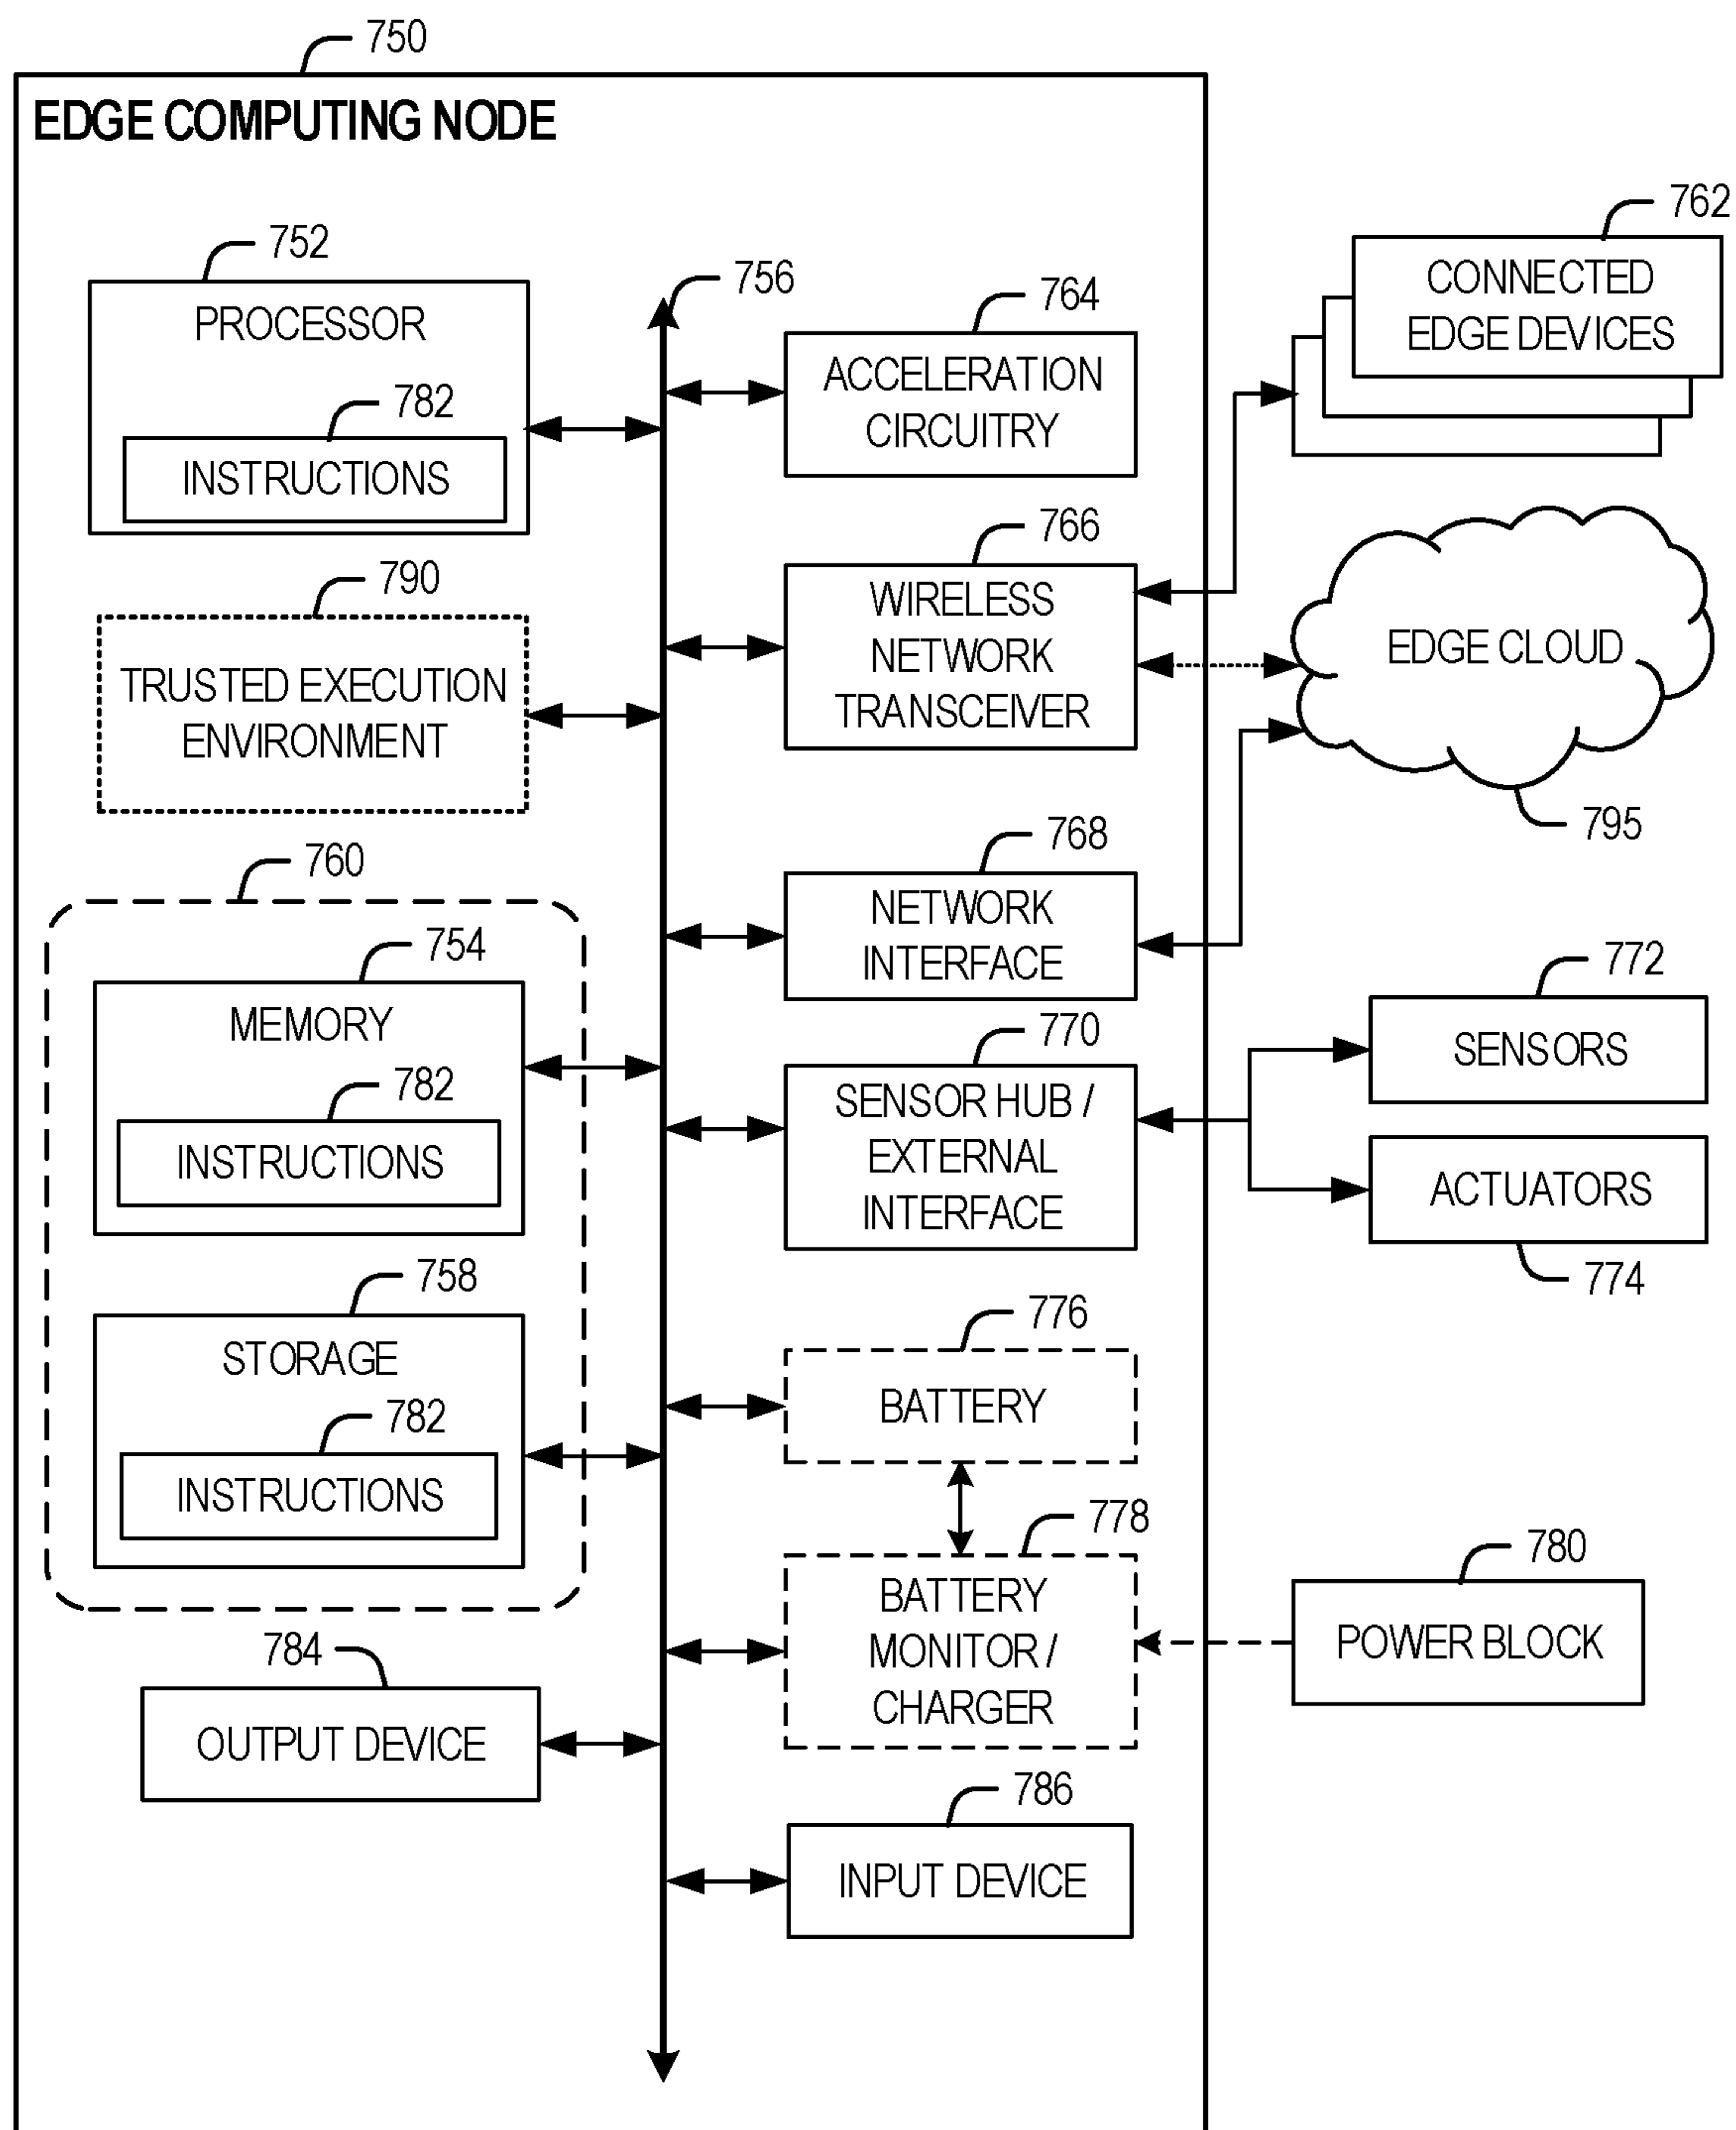 750
EDGE COMPUTING NODE
752
PROCESSOR
782
INSTRUCTIONS
790
TRUSTED EXECUTION
ENVIRONMENT
760
754
MEMORY
782
INSTRUCTIONS
758
STORAGE
782
INSTRUCTIONS
784
OUTPUT DEVICE
756
764
ACCELERATION
CIRCUITRY
766
WIRELESS
NETWORK
TRANSCEIVER
768
NETWORK
INTERFACE
770
SENSOR HUB /
EXTERNAL
INTERFACE
776
BATTERY
778
BATTERY
MONITOR /
CHARGER
786
INPUT DEVICE
762
CONNECTED
EDGE DEVICES
EDGE CLOUD
795
772
SENSORS
ACTUATORS
774
780
POWER BLOCK